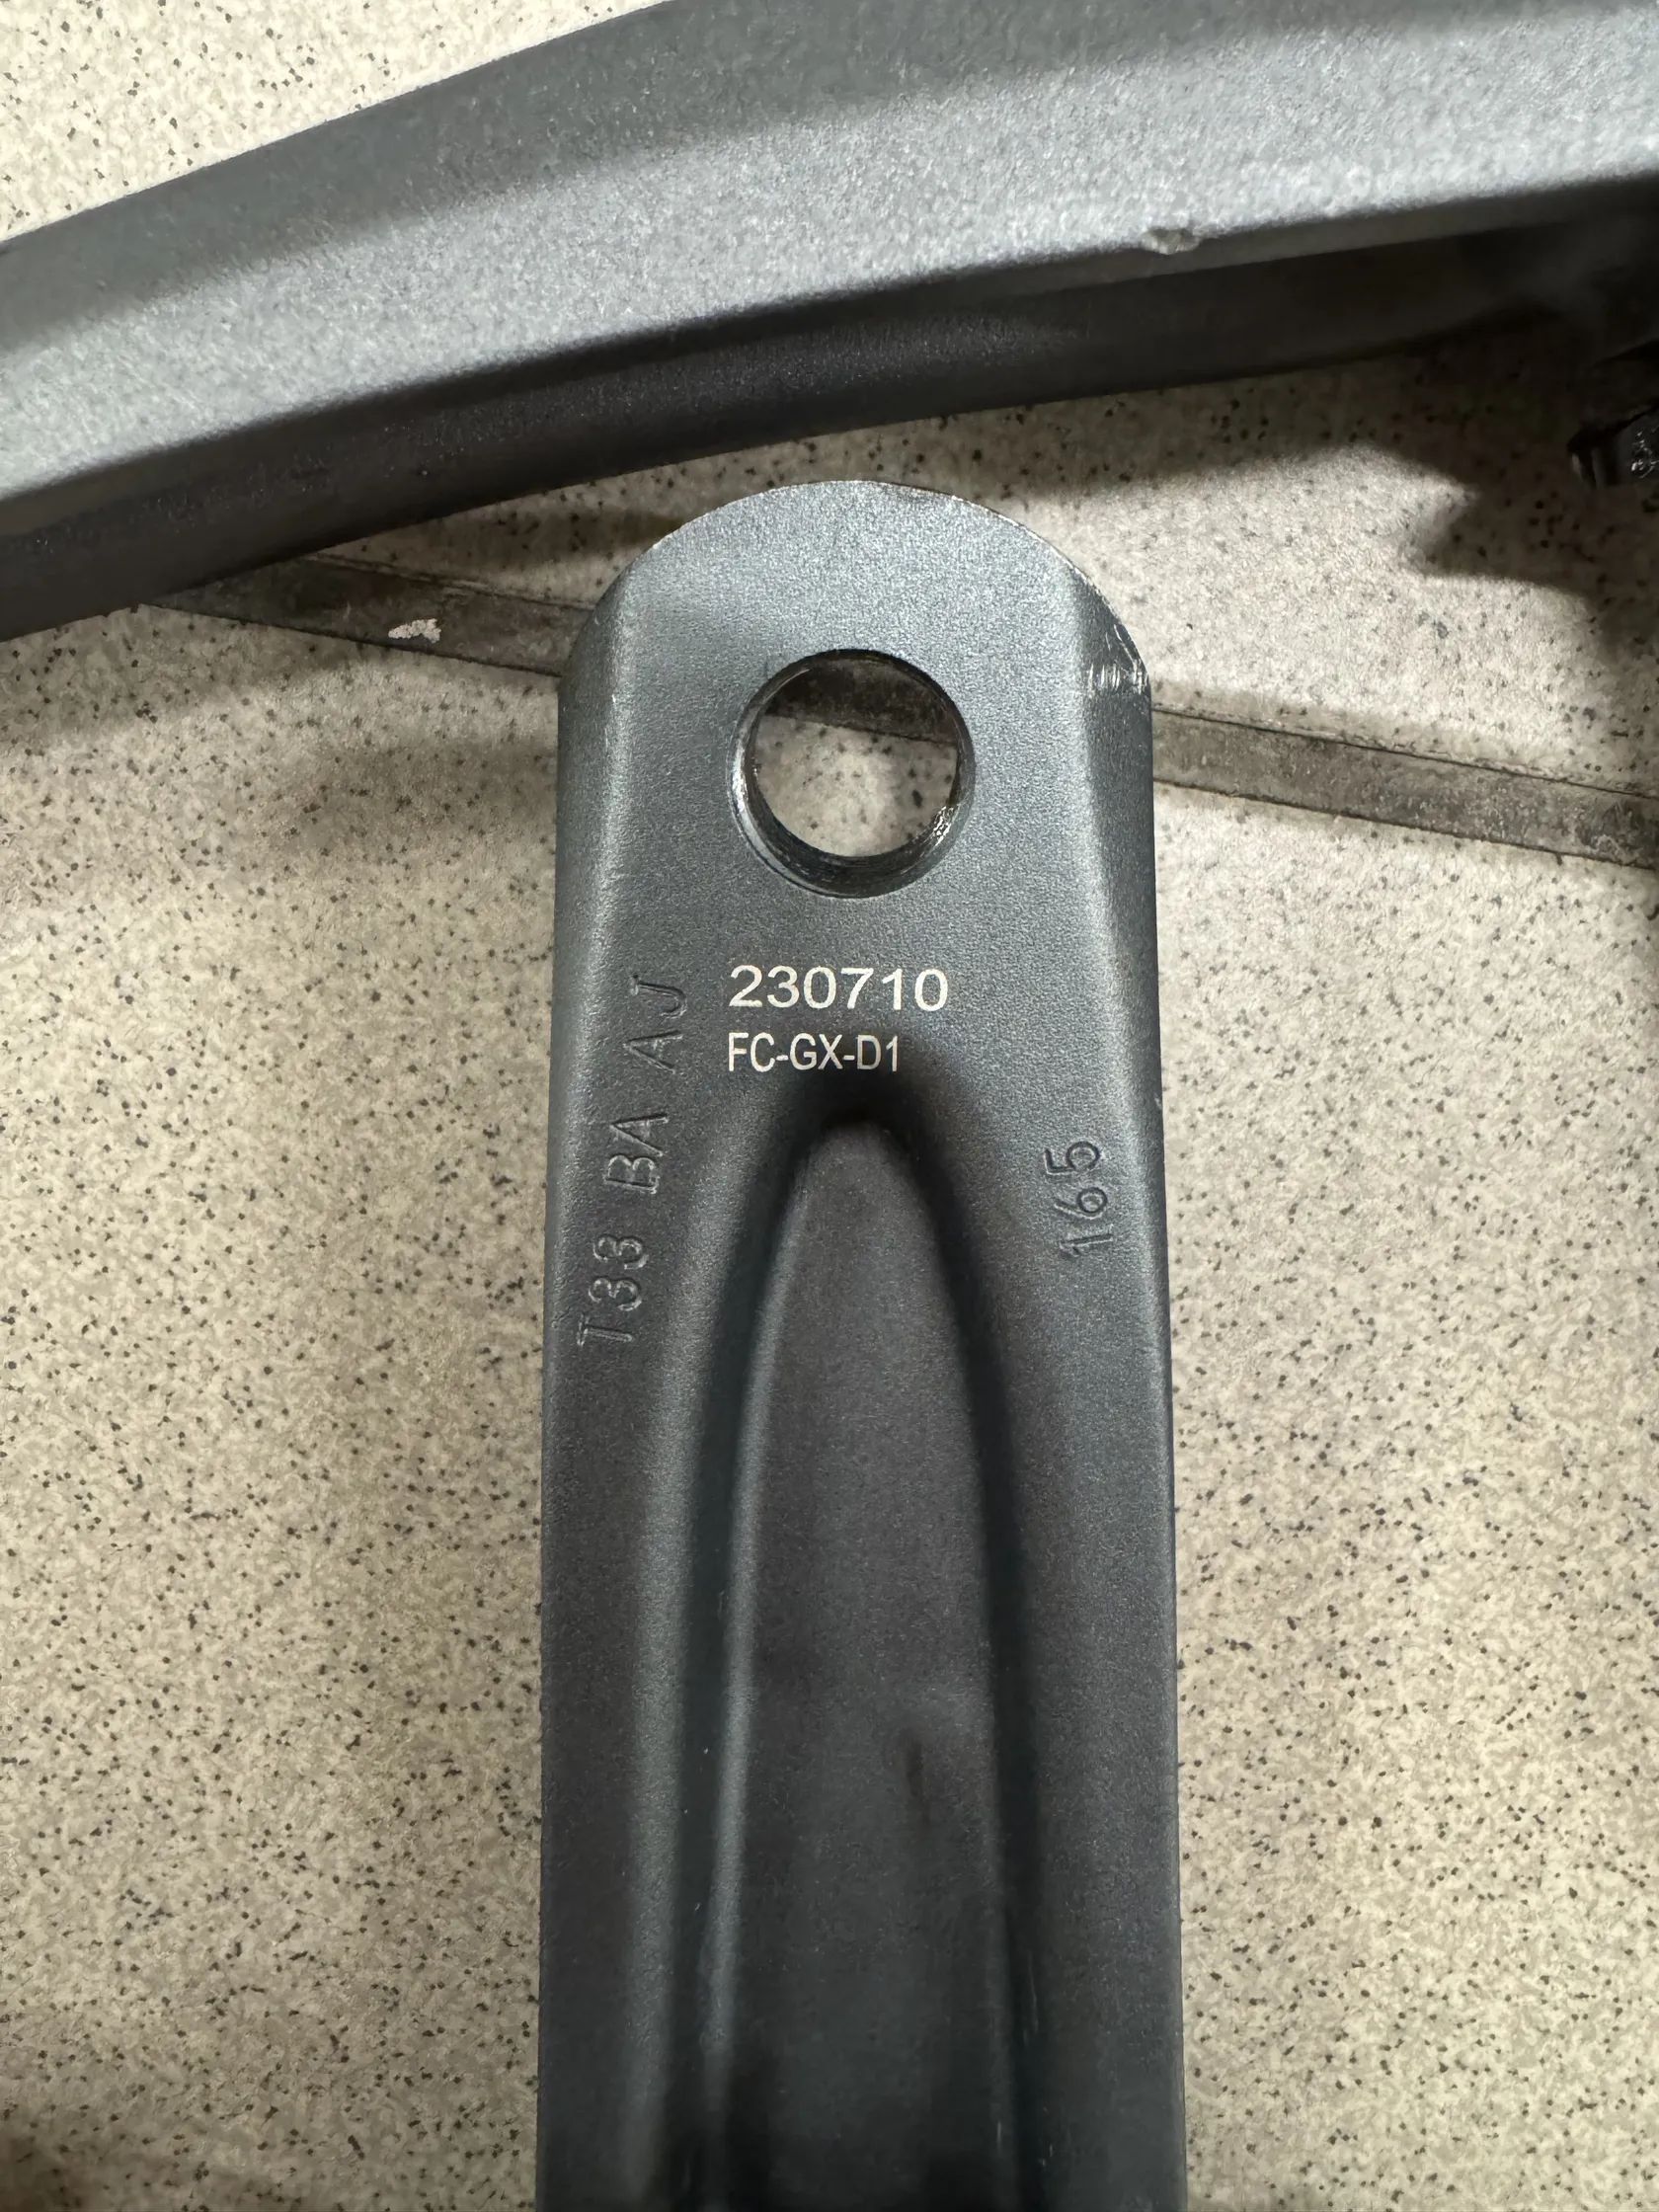 230710
FC-GX-D1
T33 BA AJ
165